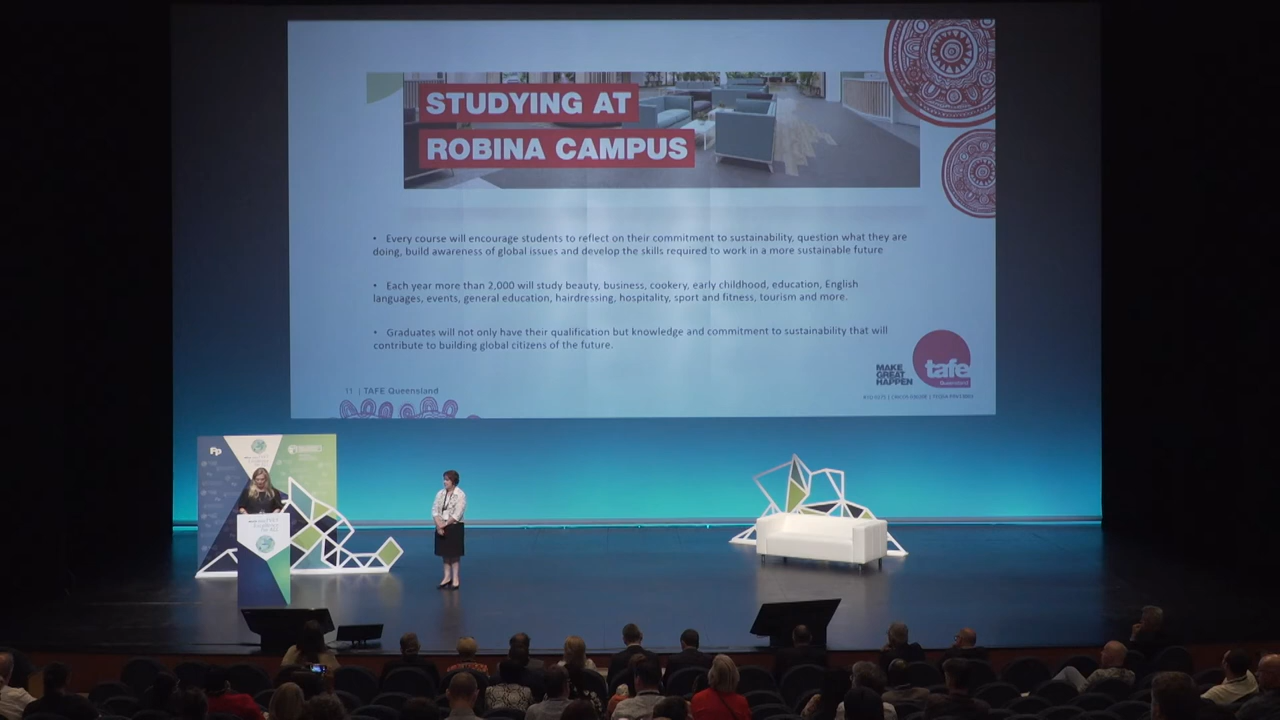 STUDYING AT
ROBINA CAMPUS
• Every course will encourage students to reflect on their commitment to sustainability, question what they are
doing, build awareness of global issues and develop the skills required to work in a more sustainable future
• Each year more than 2,000 will study beauty, business, cookery, early childhood, education, English
languages, events, general education, hairdressing, hospitality, sport and fitness, tourism and more.
• Graduates will not only have their qualification but knowledge and commitment to sustainability that will
contribute to building global citizens of the future.
MAKE
GREAT
HAPPEN
tafe
Queensland
11 | TAFE Queensland